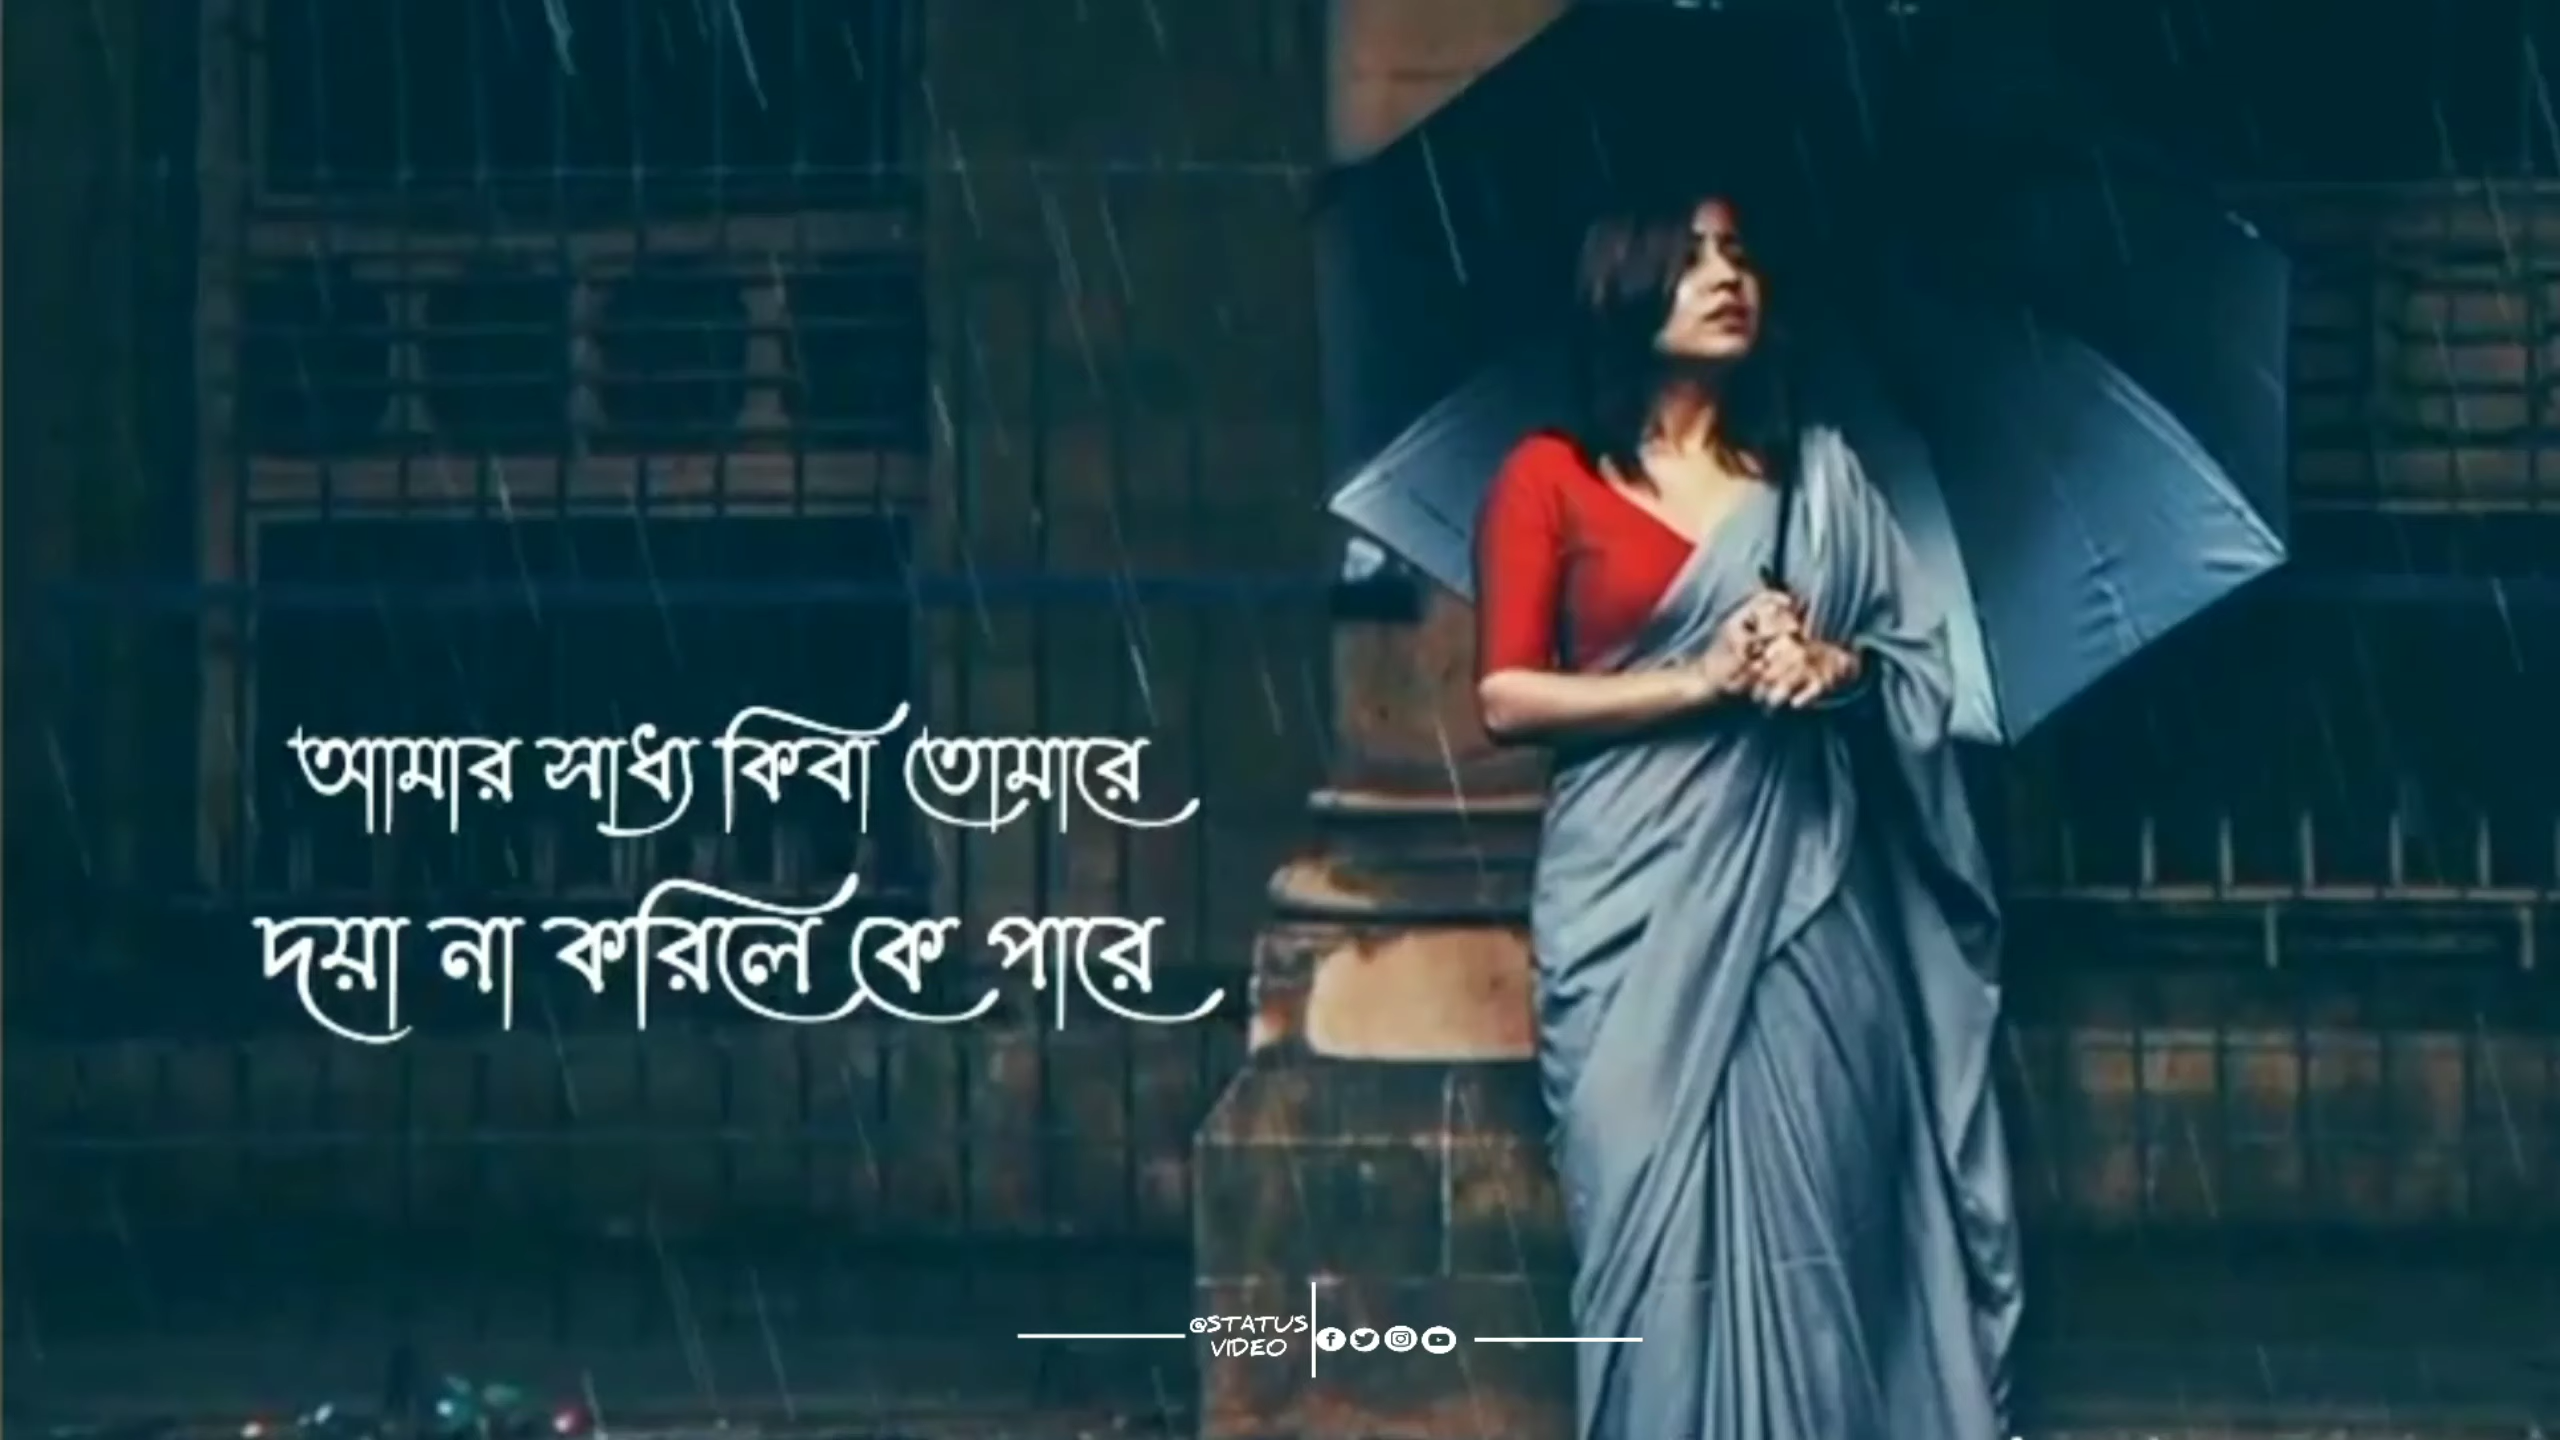 আমার সাধ্য কিবা তোমারে
দয়া না করিলে কে পারে
@STATUS
VIDEO